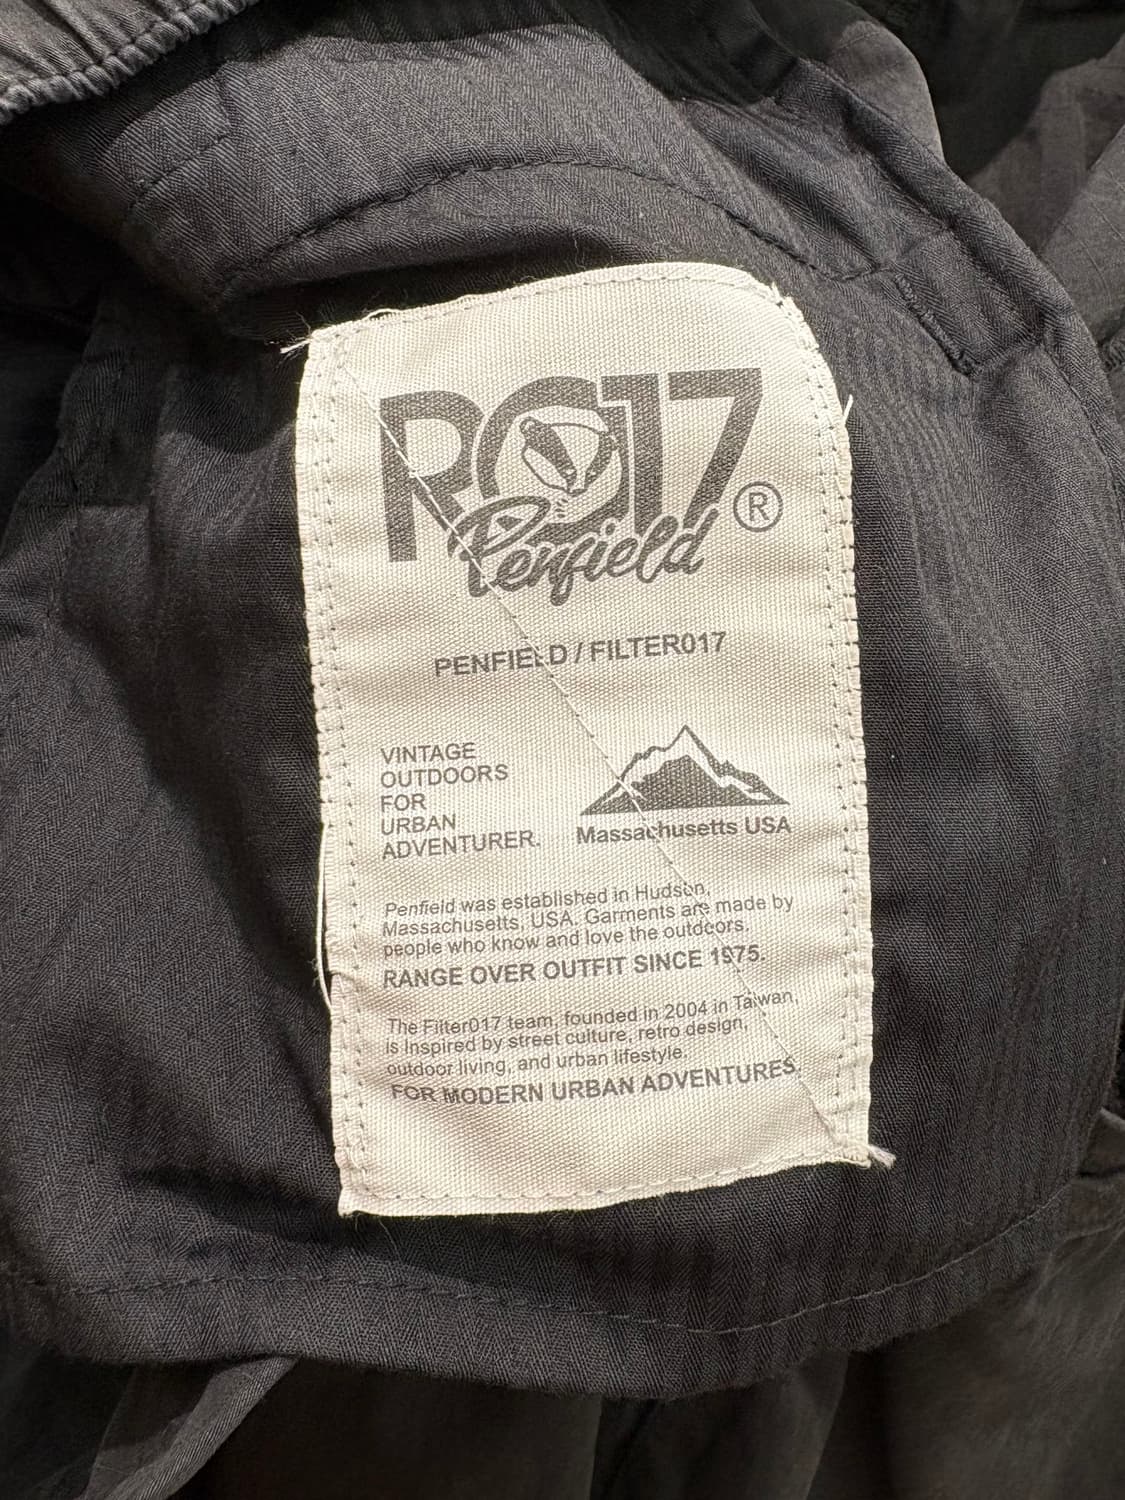 RO17®
Penfield
PENFIELD / FILTER017
VINTAGE
OUTDOORS
FOR
URBAN
ADVENTURER.
Massachusetts USA
Penfield was established in Hudson,
Massachusetts, USA. Garments are made by
people who know and love the outdoors.
RANGE OVER OUTFIT SINCE 1975.
The Filter017 team, founded in 2004 in Taiwan,
is Inspired by street culture, retro design,
outdoor living, and urban lifestyle.
FOR MODERN URBAN ADVENTURES.